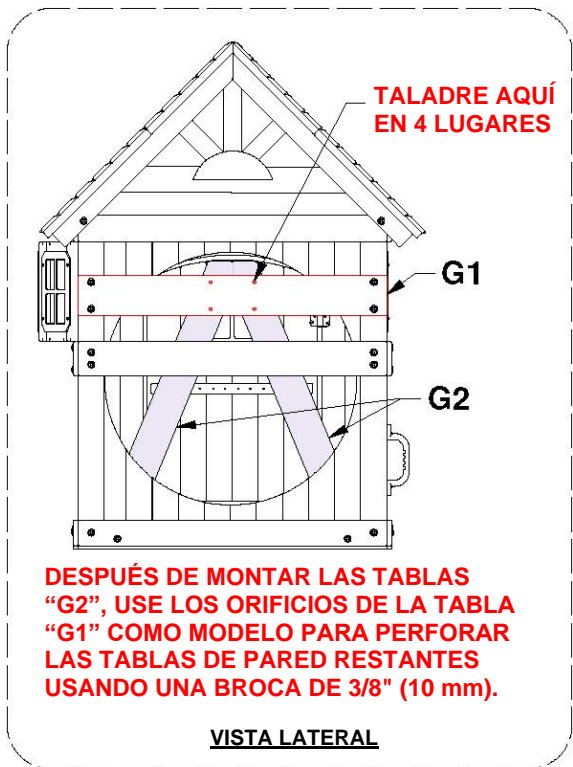 TALADRE AQUÍ
EN 4 LUGARES
G1
G2
DESPUÉS DE MONTAR LAS TABLAS
“G2”, USE LOS ORIFICIOS DE LA TABLA
“G1” COMO MODELO PARA PERFORAR
LAS TABLAS DE PARED RESTANTES
USANDO UNA BROCA DE 3/8" (10 mm).
VISTA LATERAL